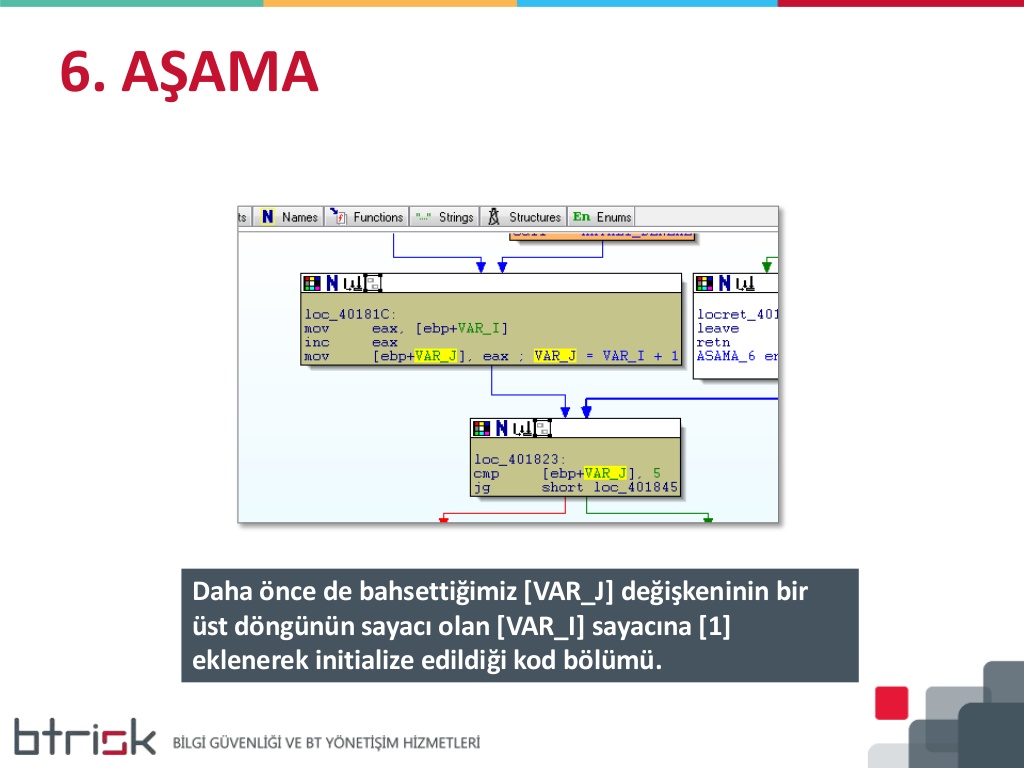 6. AŞAMA
ts Names Functions Strings Structures En Enums
loc_40181C:
mov eax, [ebp+VAR_I]
inc eax
mov [ebp+VAR_J], eax ; VAR_J = VAR_I + 1
locret_401
leave
retn
ASAMA_6 en
loc_401823:
cmp [ebp+VAR_J], 5
jg short loc_401845
Daha önce de bahsettiğimiz [VAR_J] değişkeninin bir
üst döngünün sayacı olan [VAR_I] sayacına [1]
eklenerek initialize edildiği kod bölümü.
btrisk BİLGİ GÜVENLİĞİ VE BT YÖNETİŞİM HİZMETLERİ